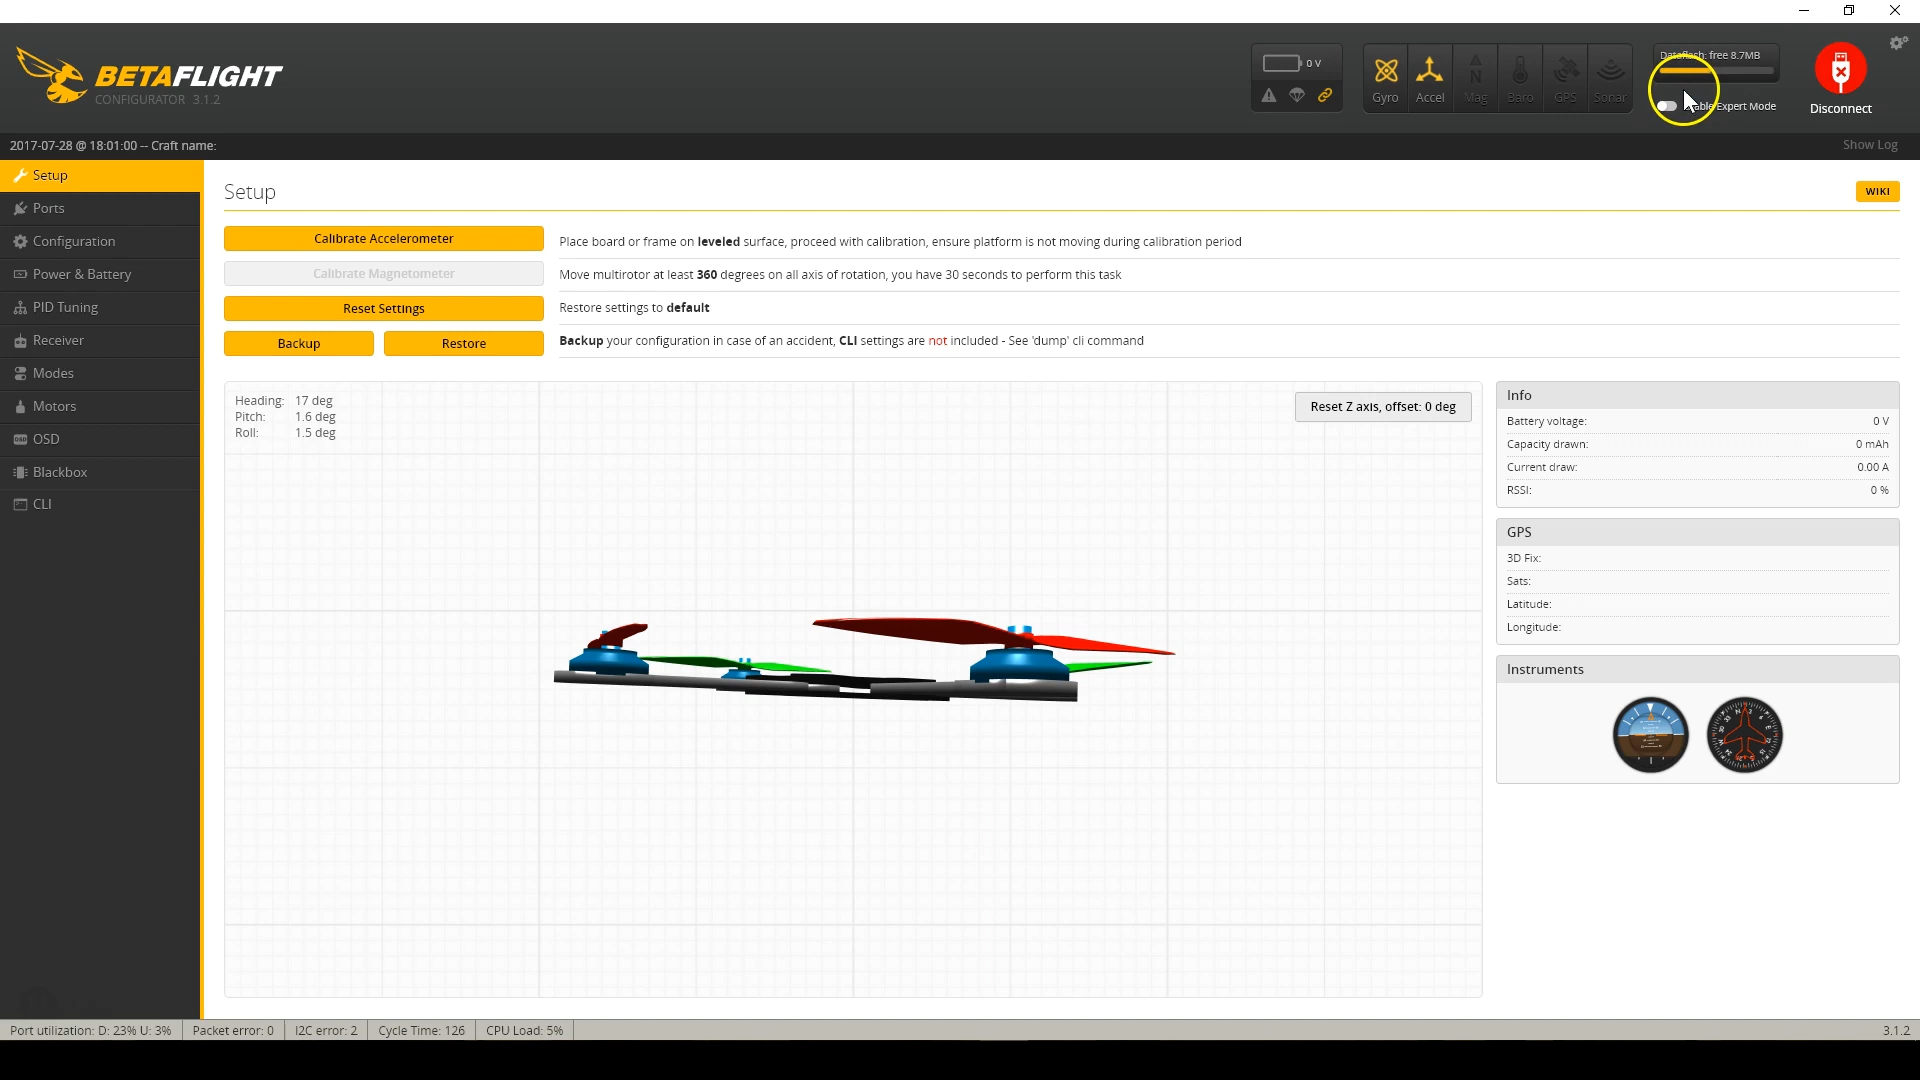 BETAFLIGHT
CONFIGURATOR 3.1.2
0 V
Gyro
Accel
Mag
Baro
GPS
Sonar
Dataflash: free 8.7MB
Expert Mode
Disconnect
2017-07-28 @ 18:01:00 -- Craft name:
Show Log
Setup
Ports
Configuration
Power & Battery
PID Tuning
Receiver
Modes
Motors
OSD
Blackbox
CLI
Setup
WIKI
Calibrate Accelerometer
Place board or frame on leveled surface, proceed with calibration, ensure platform is not moving during calibration period
Calibrate Magnetometer
Move multirotor at least 360 degrees on all axis of rotation, you have 30 seconds to perform this task
Reset Settings
Restore settings to default
Backup
Restore
Backup your configuration in case of an accident, CLI settings are not included - See 'dump' cli command
Heading: 17 deg
Pitch: 1.6 deg
Roll: 1.5 deg
Reset Z axis, offset: 0 deg
Info
Battery voltage: 0 V
Capacity drawn: 0 mAh
Current draw: 0.00 A
RSSI: 0 %
GPS
3D Fix:
Sats:
Latitude:
Longitude:
Instruments
Port utilization: D: 23% U: 3%
Packet error: 0
I2C error: 2
Cycle Time: 126
CPU Load: 5%
3.1.2